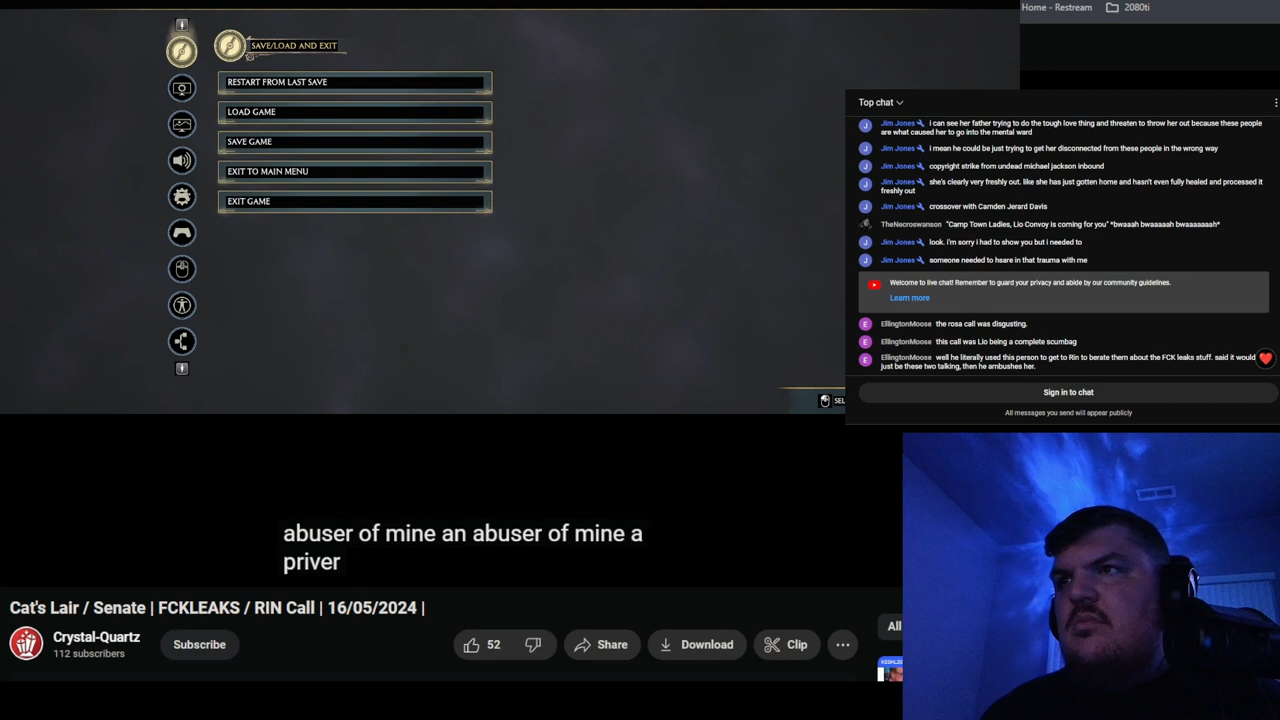 Home - Restream 2080ti
SAVE/LOAD AND EXIT
RESTART FROM LAST SAVE
LOAD GAME
SAVE GAME
EXIT TO MAIN MENU
EXIT GAME
SEL
Top chat
J Jim Jones i can see her father trying to do the tough love thing and threaten to throw her out because these people
are what caused her to go into the mental ward
J Jim Jones I mean he could be just trying to get her disconnected from these people in the wrong way
J Jim Jones copyright strike from undead michael jackson inbound
J Jim Jones she's clearly very freshly out. like she has just gotten home and hasn't even fully healed and processed it
freshly out
J Jim Jones crossover with Camden Jerard Davis
TheNecroswanson "Camp Town Ladies, Lio Convoy is coming for you" *bwaaah bwaaaaah bwaaaaaaah*
J Jim Jones look. i'm sorry i had to show you but i needed to
J Jim Jones someone needed to hsare in that trauma with me
Welcome to live chat! Remember to guard your privacy and abide by our community guidelines.
Learn more
E EllingtonMoose the rosa call was disgusting.
E EllingtonMoose this call was Lio being a complete scumbag
E EllingtonMoose well he literally used this person to get to Rin to berate them about the FCK leaks stuff. said it would
just be these two talking, then he ambushes her.
Sign in to chat
All messages you send will appear publicly
abuser of mine an abuser of mine a
priver
Cat's Lair / Senate | FCKLEAKS / RIN Call | 16/05/2024 |
Crystal-Quartz
112 subscribers
Subscribe
52
Share
Download
Clip
All